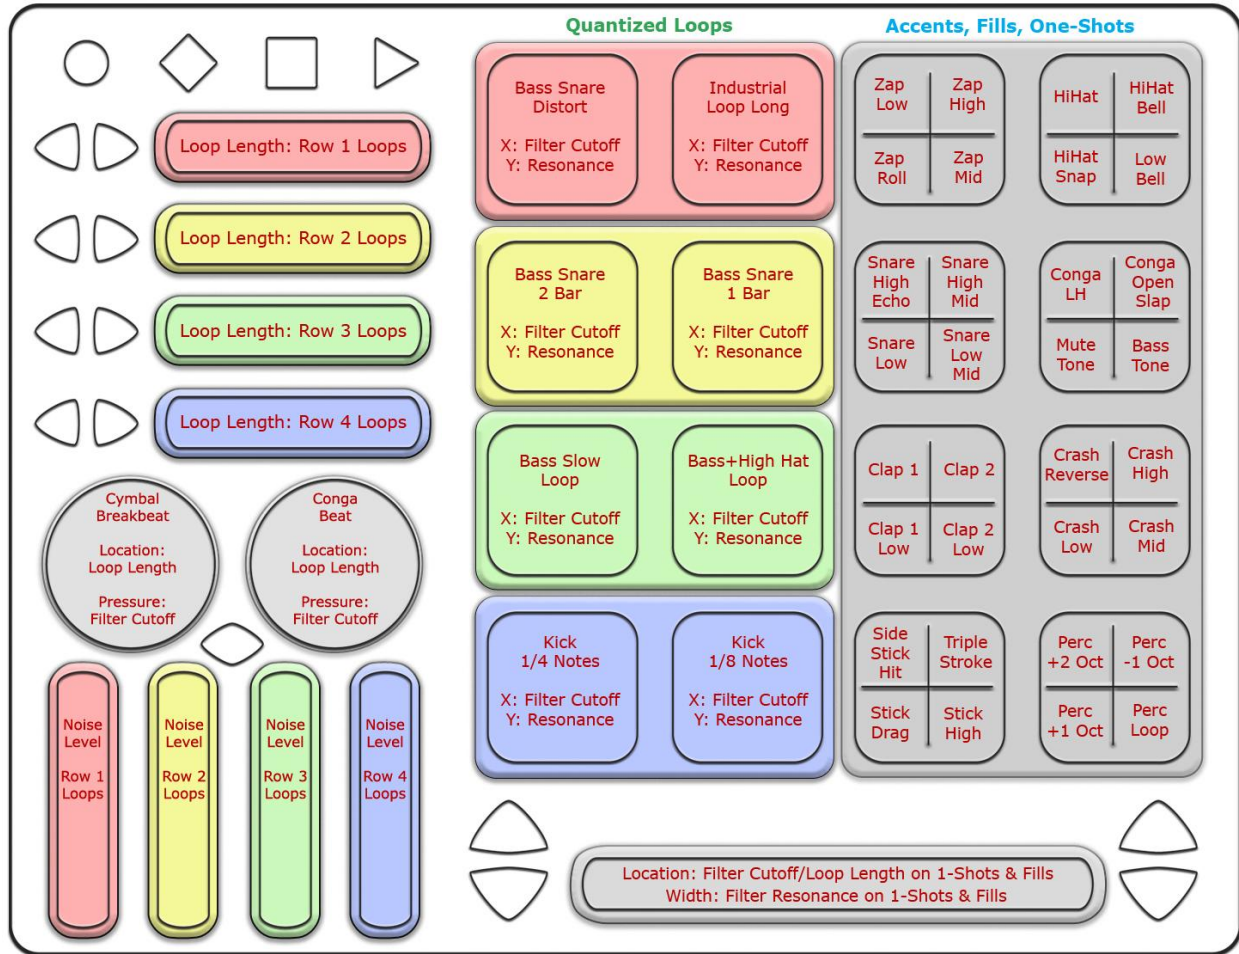 Quantized Loops
Accents, Fills, One-Shots
Loop Length: Row 1 Loops
Loop Length: Row 2 Loops
Loop Length: Row 3 Loops
Loop Length: Row 4 Loops
Cymbal
Breakbeat
Location:
Loop Length
Pressure:
Filter Cutoff
Conga
Beat
Location:
Loop Length
Pressure:
Filter Cutoff
Noise
Level
Row 1
Loops
Noise
Level
Row 2
Loops
Noise
Level
Row 3
Loops
Noise
Level
Row 4
Loops
Bass Snare
Distort
X: Filter Cutoff
Y: Resonance
Industrial
Loop Long
X: Filter Cutoff
Y: Resonance
Bass Snare
2 Bar
X: Filter Cutoff
Y: Resonance
Bass Snare
1 Bar
X: Filter Cutoff
Y: Resonance
Bass Slow
Loop
X: Filter Cutoff
Y: Resonance
Bass+High Hat
Loop
X: Filter Cutoff
Y: Resonance
Kick
1/4 Notes
X: Filter Cutoff
Y: Resonance
Kick
1/8 Notes
X: Filter Cutoff
Y: Resonance
Zap
Low
Zap
High
Zap
Roll
Zap
Mid
HiHat
HiHat
Bell
HiHat
Snap
Low
Bell
Snare
High
Echo
Snare
High
Mid
Snare
Low
Snare
Low
Mid
Conga
LH
Conga
Open
Slap
Mute
Tone
Bass
Tone
Clap 1
Clap 2
Clap 1
Low
Clap 2
Low
Crash
Reverse
Crash
High
Crash
Low
Crash
Mid
Side
Stick
Hit
Triple
Stroke
Stick
Drag
Stick
High
Perc
+2 Oct
Perc
-1 Oct
Perc
+1 Oct
Perc
Loop
Location: Filter Cutoff/Loop Length on 1-Shots & Fills
Width: Filter Resonance on 1-Shots & Fills